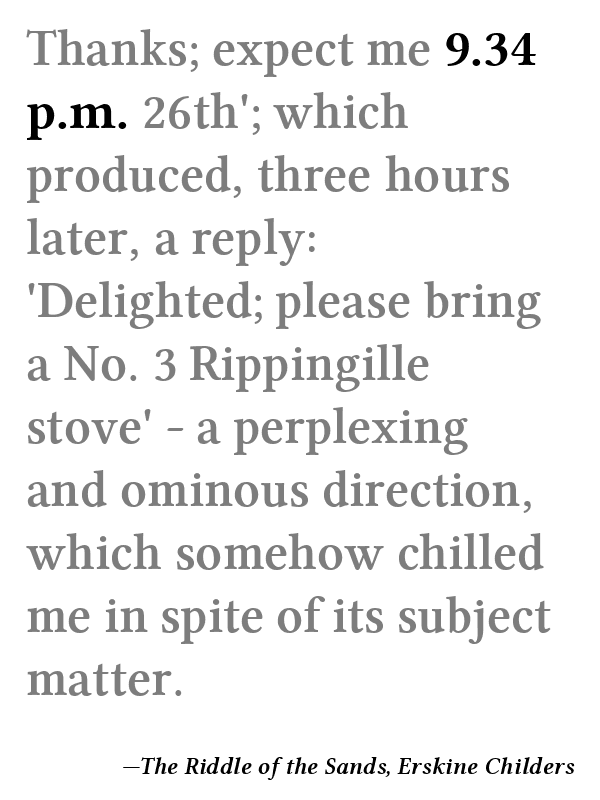 Thanks; expect me 9.34
p.m. 26th'; which
produced, three hours
later, a reply:
'Delighted; please bring
a No. 3 Rippingille
stove' - a perplexing
and ominous direction,
which somehow chilled
me in spite of its subject
matter.
—The Riddle of the Sands, Erskine Childers